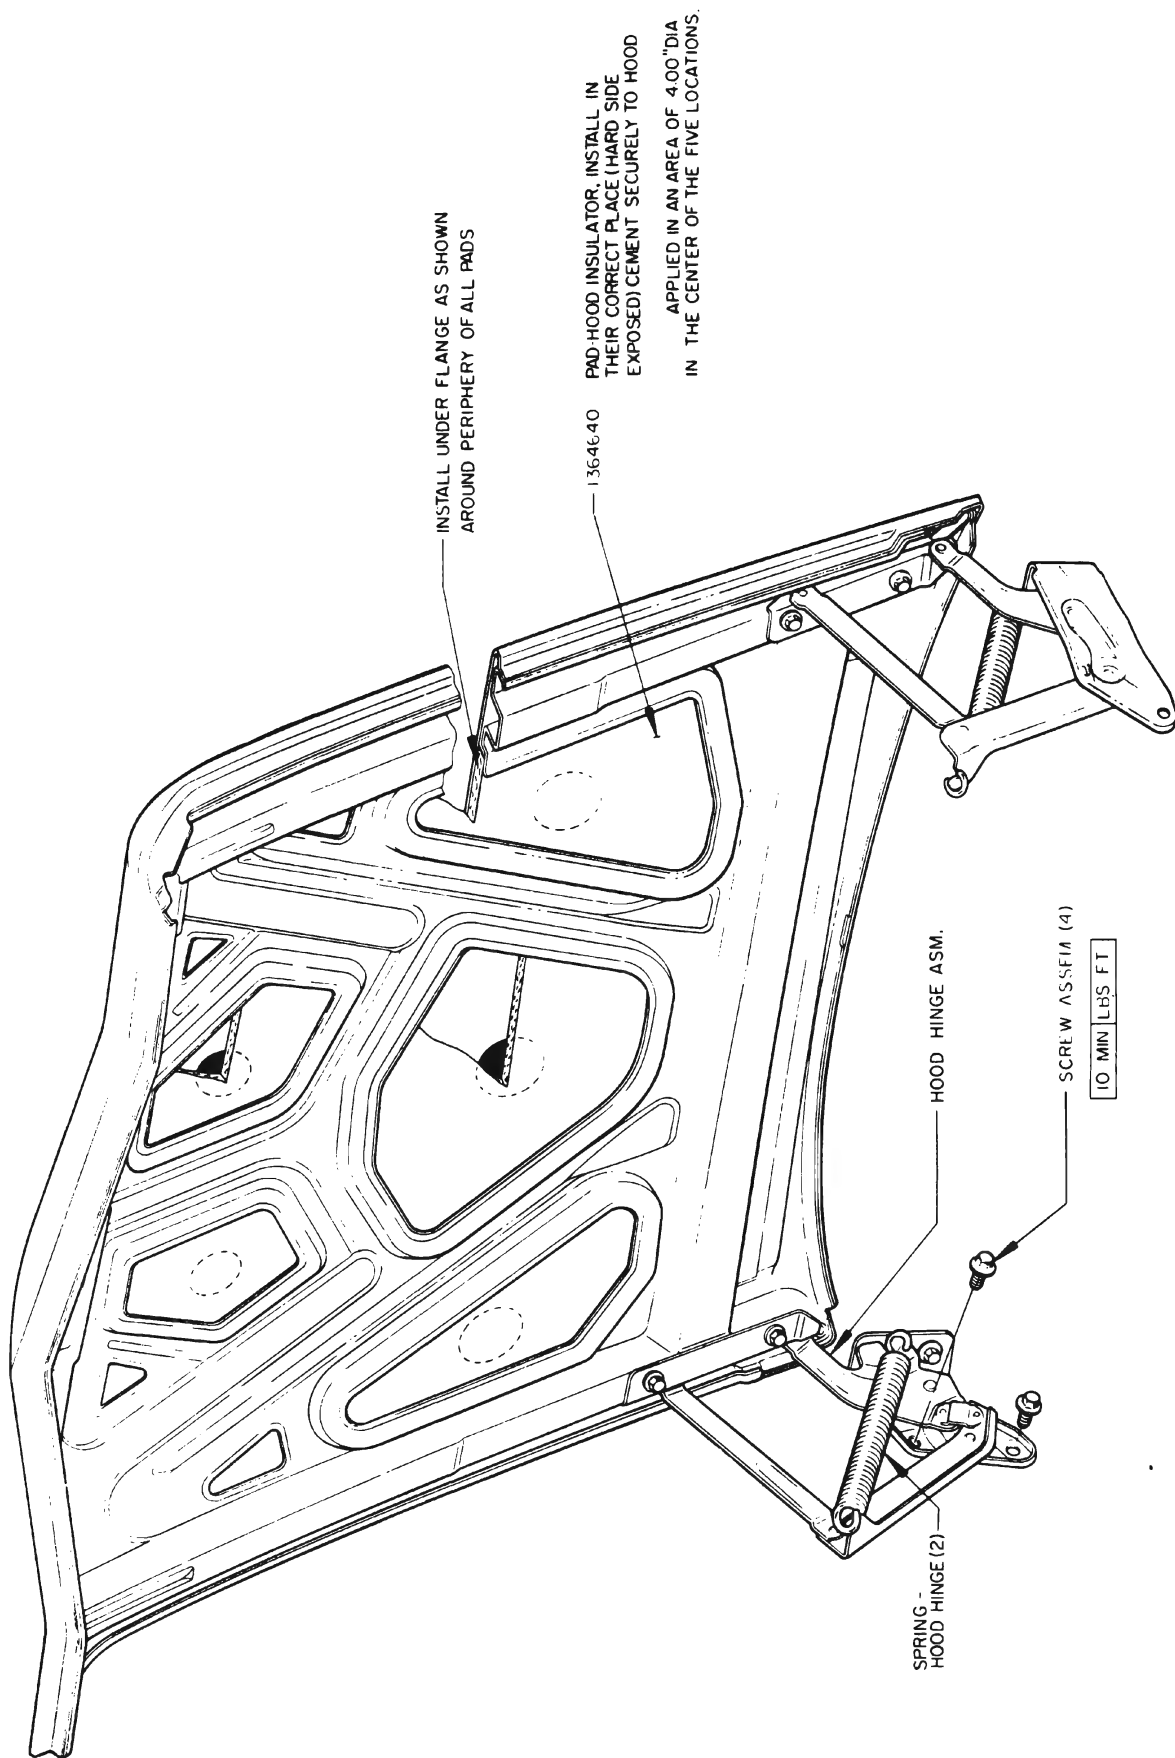 INSTALL UNDER FLANGE AS SHOWN
AROUND PERIPHERY OF ALL PADS
1364640
PAD-HOOD INSULATOR, INSTALL IN
THEIR CORRECT PLACE (HARD SIDE
EXPOSED) CEMENT SECURELY TO HOOD
APPLIED IN AN AREA OF 4.00" DIA
IN THE CENTER OF THE FIVE LOCATIONS.
SPRING -
HOOD HINGE (2)
HOOD HINGE ASM.
SCREW ASSEM (4)
10 MIN LBS FT